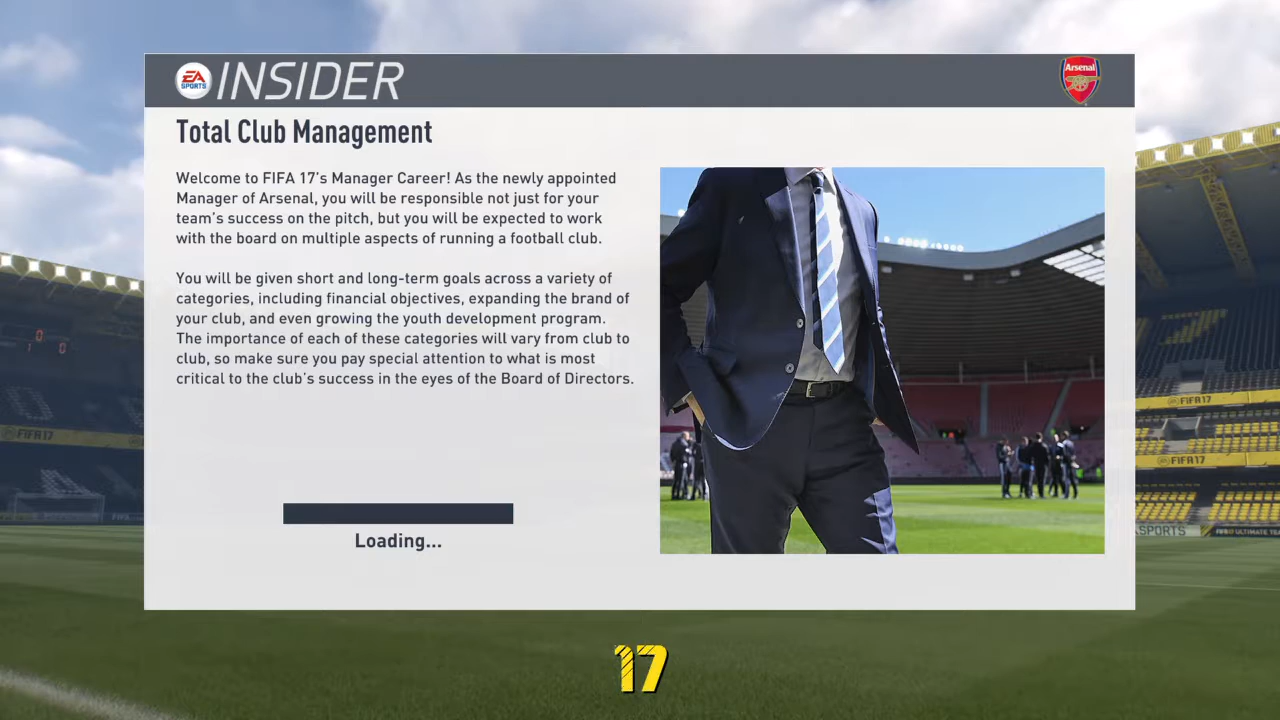 EA SPORTS INSIDER
Arsenal
Total Club Management
Welcome to FIFA 17's Manager Career! As the newly appointed
Manager of Arsenal, you will be responsible not just for your
team's success on the pitch, but you will be expected to work
with the board on multiple aspects of running a football club.
You will be given short and long-term goals across a variety of
categories, including financial objectives, expanding the brand of
your club, and even growing the youth development program.
The importance of each of these categories will vary from club to
club, so make sure you pay special attention to what is most
critical to the club's success in the eyes of the Board of Directors.
Loading...
FIFA17
FIFA17
FIFA17
SPORTS
17